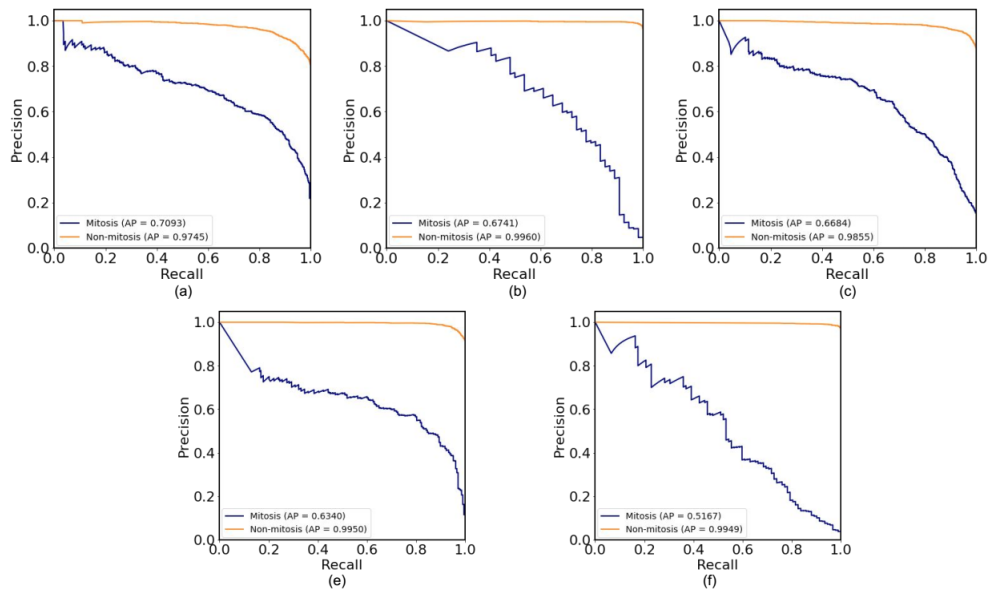 1.0
0.8
0.6
0.4
0.2
0.0
Precision
Mitosis (AP = 0.7093)
Non-mitosis (AP = 0.9745)
0.0 0.2 0.4 0.6 0.8 1.0
Recall
(a)
1.0
0.8
0.6
0.4
0.2
0.0
Precision
Mitosis (AP = 0.6741)
Non-mitosis (AP = 0.9960)
0.0 0.2 0.4 0.6 0.8 1.0
Recall
(b)
1.0
0.8
0.6
0.4
0.2
0.0
Precision
Mitosis (AP = 0.6684)
Non-mitosis (AP = 0.9855)
0.0 0.2 0.4 0.6 0.8 1.0
Recall
(c)
1.0
0.8
0.6
0.4
0.2
0.0
Precision
Mitosis (AP = 0.6340)
Non-mitosis (AP = 0.9950)
0.0 0.2 0.4 0.6 0.8 1.0
Recall
(e)
1.0
0.8
0.6
0.4
0.2
0.0
Precision
Mitosis (AP = 0.5167)
Non-mitosis (AP = 0.9949)
0.0 0.2 0.4 0.6 0.8 1.0
Recall
(f)